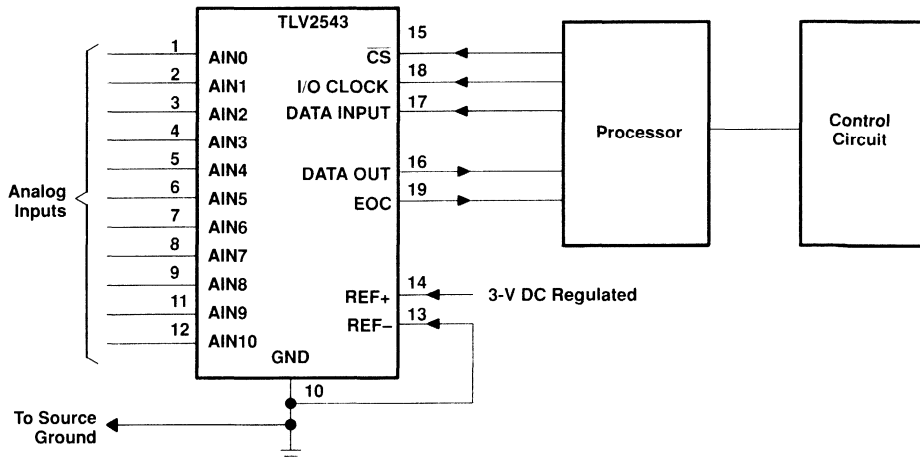 TLV2543
1 AIN0
2 AIN1
3 AIN2
4 AIN3
5 AIN4
6 AIN5
7 AIN6
8 AIN7
9 AIN8
11 AIN9
12 AIN10
Analog
Inputs
CS 15
I/O CLOCK 18
DATA INPUT 17
DATA OUT 16
EOC 19
REF+ 14
3-V DC Regulated
REF– 13
GND
10
To Source
Ground
Processor
Control
Circuit